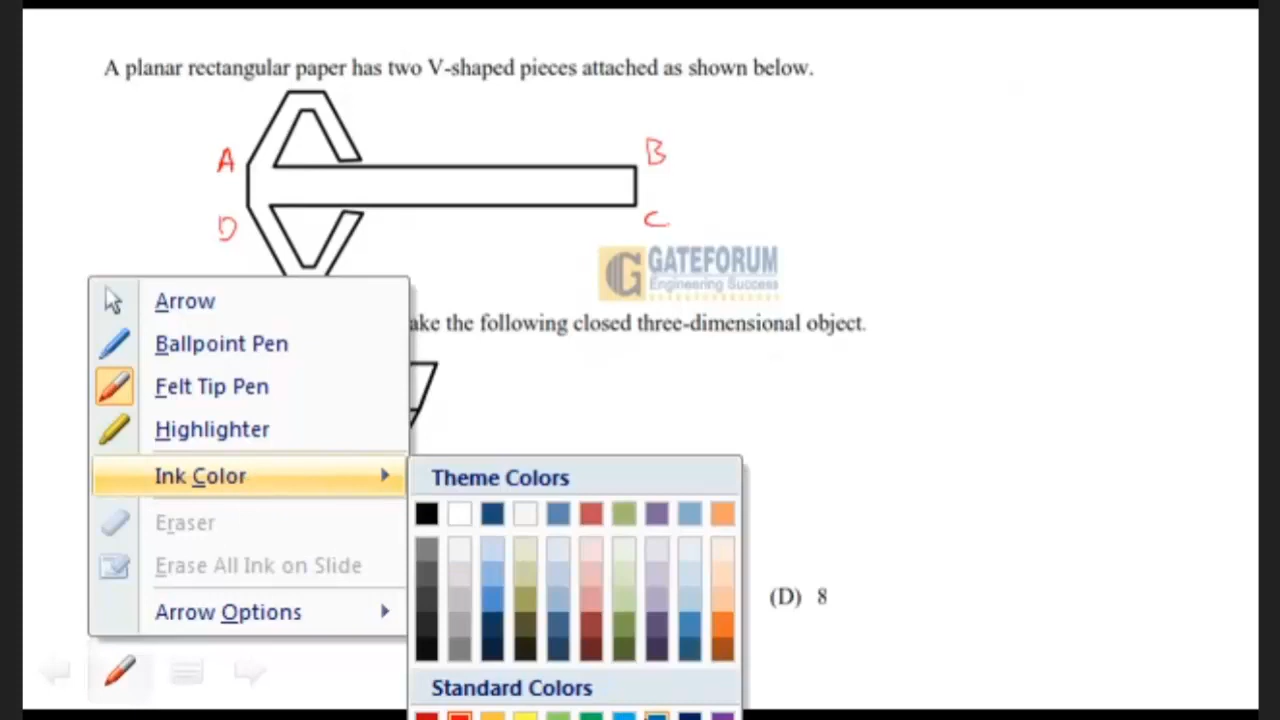 A planar rectangular paper has two V-shaped pieces attached as shown below.
A
B
D
C
GATEFORUM
Engineering Success
Arrow
ake the following closed three-dimensional object.
Ballpoint Pen
Felt Tip Pen
Highlighter
Ink Color
Theme Colors
Eraser
Erase All Ink on Slide
Arrow Options
(D) 8
Standard Colors